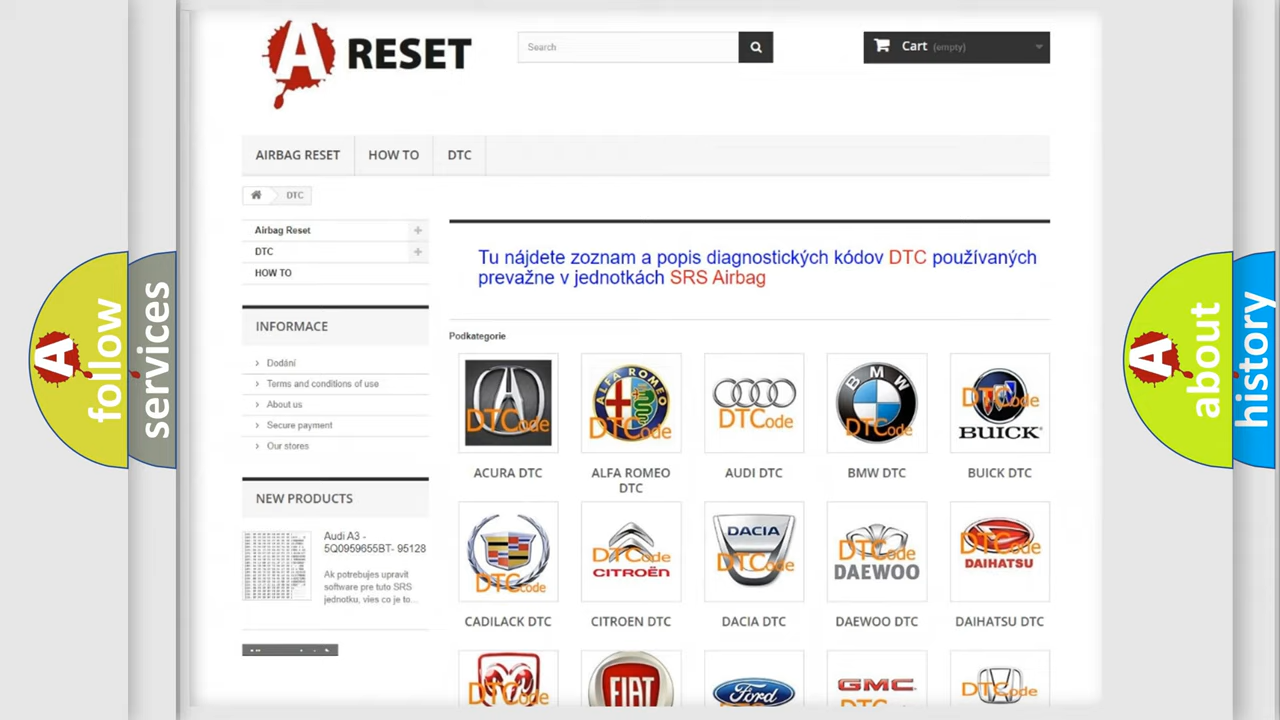 A RESET
Search
Cart (empty)
AIRBAG RESET
HOW TO
DTC
DTC
Airbag Reset
DTC
HOW TO
Tu nájdete zoznam a popis diagnostických kódov DTC používaných
prevažne v jednotkách SRS Airbag
INFORMACE
Dodání
Terms and conditions of use
About us
Secure payment
Our stores
NEW PRODUCTS
Audi A3 -
5Q0959655BT- 95128
Ak potrebujes upravit
software pre tuto SRS
jednotku, vies co je to...
Podkategorie
DTCode
ALFA ROMEO
DTCode
DTCode
BMW
DTCode
DTCode
BUICK
ACURA DTC
ALFA ROMEO
DTC
AUDI DTC
BMW DTC
BUICK DTC
DTCode
DTCode
CITROËN
DACIA
DTCode
DTCode
DAEWOO
DTCode
DAIHATSU
CADILACK DTC
CITROEN DTC
DACIA DTC
DAEWOO DTC
DAIHATSU DTC
DTCode
FIAT
Ford
GMC
DTCode
A follow
services
A about
history